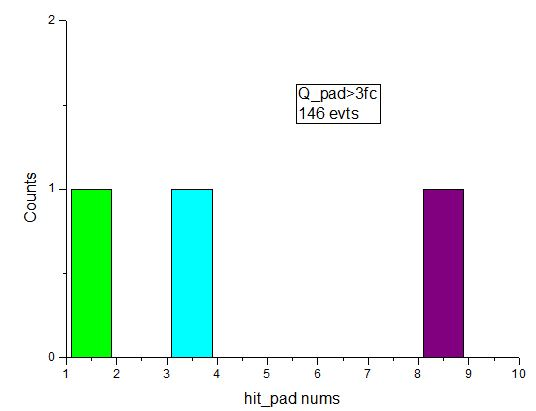 2
Q_pad>3fc
146 evts
1
Counts
0
1 2 3 4 5 6 7 8 9 10
hit_pad nums